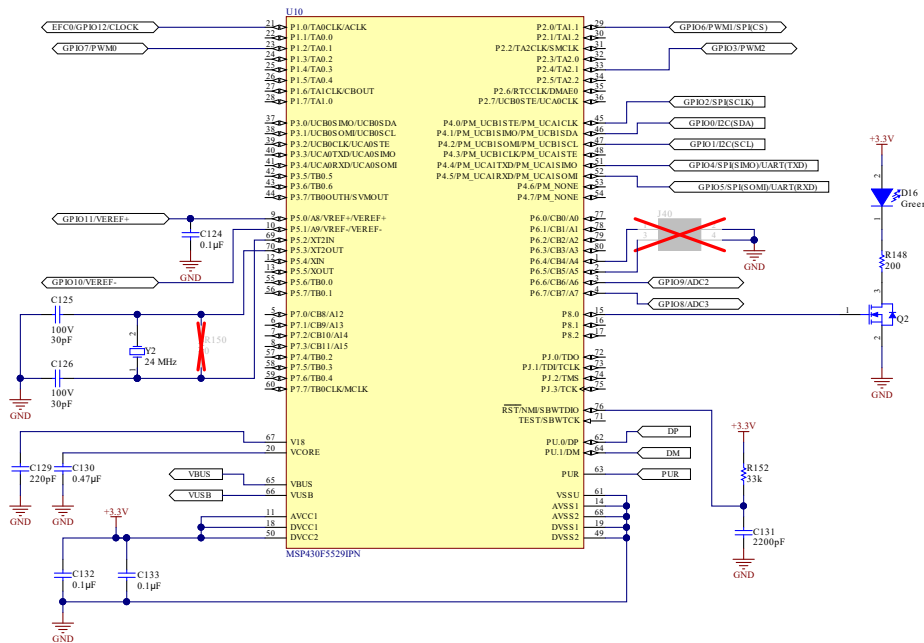 U10
EFC0/GPIO12/CLOCK
21 P1.0/TA0CLK/ACLK
22 P1.1/TA0.0
GPIO7/PWM0
23 P1.2/TA0.1
24 P1.3/TA0.2
25 P1.4/TA0.3
26 P1.5/TA0.4
27 P1.6/TA1CLK/CBOUT
28 P1.7/TA1.0
37 P3.0/UCB0SIMO/UCB0SDA
38 P3.1/UCB0SOMI/UCB0SCL
39 P3.2/UCB0CLK/UCA0STE
40 P3.3/UCA0TXD/UCA0SIMO
41 P3.4/UCA0RXD/UCA0SOMI
42 P3.5/TB0.5
43 P3.6/TB0.6
44 P3.7/TB0OUTH/SVMOUT
GPIO11/VEREF+
9 P5.0/A8/VREF+/VEREF+
10 P5.1/A9/VREF-/VEREF-
69 P5.2/XT2IN
70 P5.3/XT2OUT
12 P5.4/XIN
13 P5.5/XOUT
55 P5.6/TB0.0
56 P5.7/TB0.1
C124
0.1µF
GND
GPIO10/VEREF-
5 P7.0/CB8/A12
6 P7.1/CB9/A13
7 P7.2/CB10/A14
8 P7.3/CB11/A15
57 P7.4/TB0.2
58 P7.5/TB0.3
59 P7.6/TB0.4
60 P7.7/TB0CLK/MCLK
C125
100V
30pF
2
Y2
24 MHz
1
R150
0
C126
100V
30pF
GND
67 V18
20 VCORE
C129
220pF
C130
0.47µF
GND
GND
VBUS
65 VBUS
VUSB
66 VUSB
+3.3V
11 AVCC1
18 DVCC1
50 DVCC2
MSP430F5529IPN
C132
0.1µF
C133
0.1µF
GND
P2.0/TA1.1 29
GPIO6/PWM1/SPI(CS)
P2.1/TA1.2 30
P2.2/TA2CLK/SMCLK 31
GPIO3/PWM2
P2.3/TA2.0 32
P2.4/TA2.1 33
P2.5/TA2.2 34
P2.6/RTCCLK/DMAE0 35
P2.7/UCB0STE/UCA0CLK 36
GPIO2/SPI(SCLK)
P4.0/PM_UCB1STE/PM_UCA1CLK 45
GPIO0/I2C(SDA)
P4.1/PM_UCB1SIMO/PM_UCB1SDA 46
P4.2/PM_UCB1SOMI/PM_UCB1SCL 47
GPIO1/I2C(SCL)
P4.3/PM_UCB1CLK/PM_UCA1STE 48
GPIO4/SPI(SIMO)/UART(TXD)
P4.4/PM_UCA1TXD/PM_UCA1SIMO 51
P4.5/PM_UCA1RXD/PM_UCA1SOMI 52
GPIO5/SPI(SOMI)/UART(RXD)
P4.6/PM_NONE 53
P4.7/PM_NONE 54
P6.0/CB0/A0 77
P6.1/CB1/A1 78
P6.2/CB2/A2 79
P6.3/CB3/A3 80
P6.4/CB4/A4 1
P6.5/CB5/A5 2
P6.6/CB6/A6 3
P6.7/CB7/A7 4
J40
3 4
GND
GPIO9/ADC2
GPIO8/ADC3
P8.0 15
P8.1 16
P8.2 17
PJ.0/TDO 72
PJ.1/TDI/TCLK 73
PJ.2/TMS 74
PJ.3/TCK 75
RST/NMI/SBWTDIO 76
TEST/SBWTCK 71
PU.0/DP 62
DP
PU.1/DM 64
DM
PUR 63
PUR
VSSU 61
AVSS1 14
AVSS2 68
DVSS1 19
DVSS2 49
+3.3V
2
D16
Green
1
R148
200
3
1
Q2
2
GND
+3.3V
R152
33k
C131
2200pF
GND